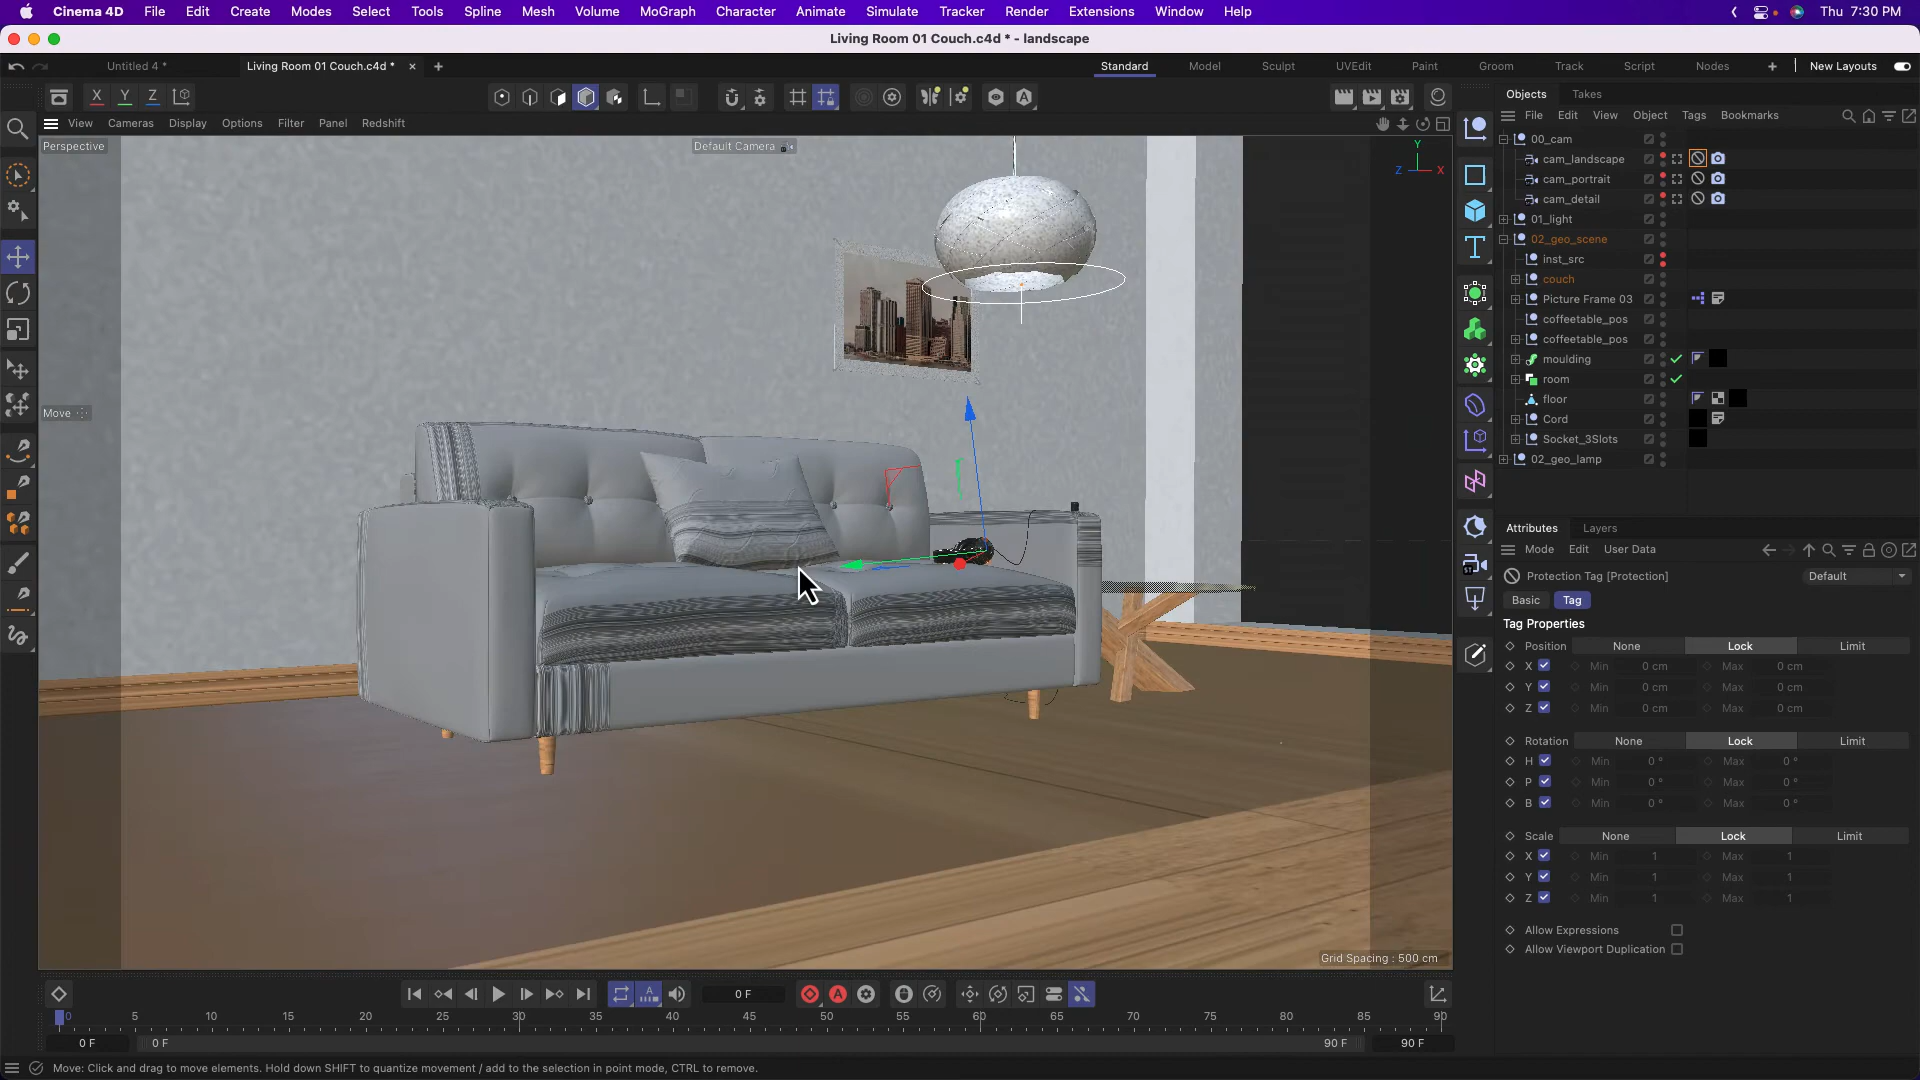 Cinema 4D File Edit Create Modes Select Tools Spline Mesh Volume MoGraph Character Animate Simulate Tracker Render Extensions Window Help Thu 7:30 PM
Living Room 01 Couch.c4d * - landscape
Untitled 4 * Living Room 01 Couch.c4d * Standard Model Sculpt UVEdit Paint Groom Track Script Nodes New Layouts
X Y Z
View Cameras Display Options Filter Panel Redshift
Perspective
Default Camera
Y
Z X
Move
Grid Spacing : 500 cm
Objects Takes
File Edit View Object Tags Bookmarks
00_cam
cam_landscape
cam_portrait
cam_detail
01_light
02_geo_scene
inst_src
couch
Picture Frame 03
coffeetable_pos
coffeetable_pos
moulding
room
floor
Cord
Socket_3Slots
02_geo_lamp
Attributes Layers
Mode Edit User Data
Protection Tag [Protection] Default
Basic Tag
Tag Properties
Position None Lock Limit
X Min 0 cm Max 0 cm
Y Min 0 cm Max 0 cm
Z Min 0 cm Max 0 cm
Rotation None Lock Limit
H Min 0 ° Max 0 °
P Min 0 ° Max 0 °
B Min 0 ° Max 0 °
Scale None Lock Limit
X Min 1 Max 1
Y Min 1 Max 1
Z Min 1 Max 1
Allow Expressions
Allow Viewport Duplication
0 F
0 5 10 15 20 25 30 35 40 45 50 55 60 65 70 75 80 85 90
0 F 0 F 90 F 90 F
Move: Click and drag to move elements. Hold down SHIFT to quantize movement / add to the selection in point mode, CTRL to remove.